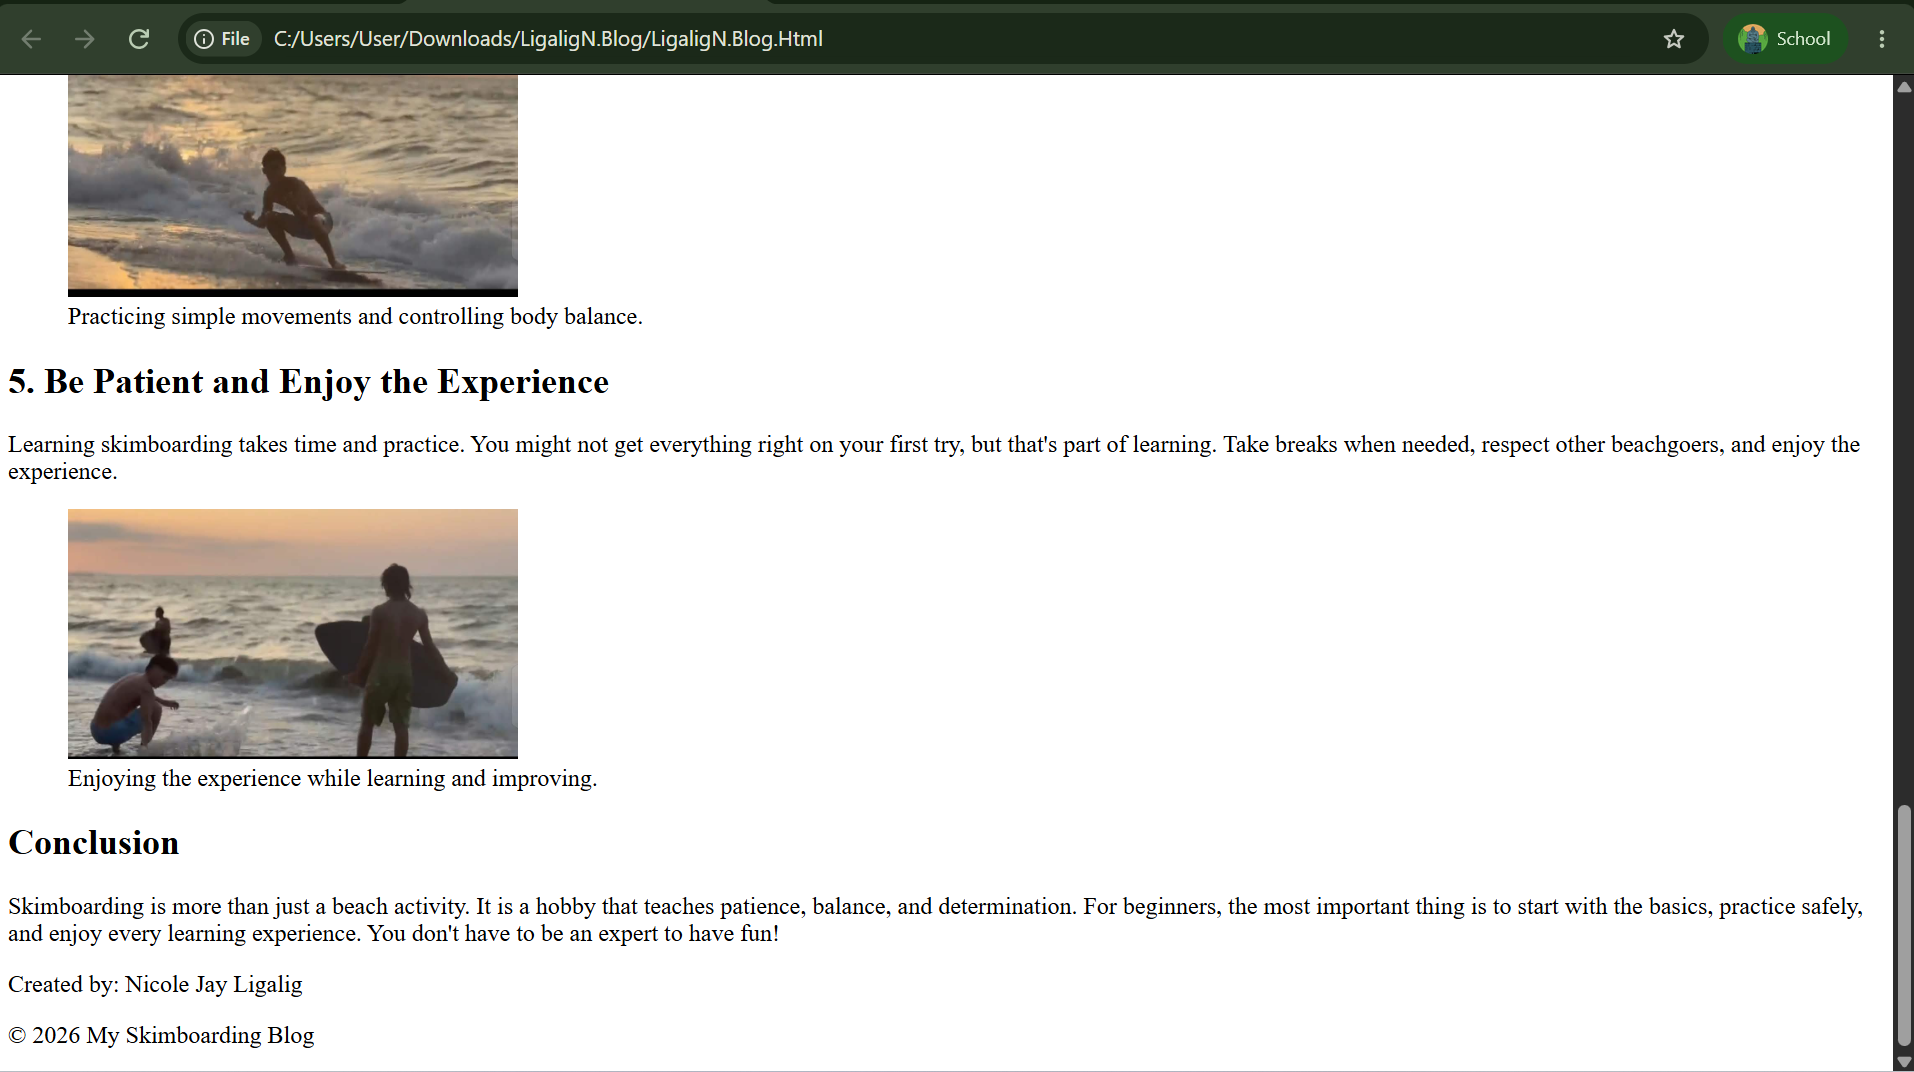 File
C:/Users/User/Downloads/LigaligN.Blog/LigaligN.Blog.Html
School
Practicing simple movements and controlling body balance.
5. Be Patient and Enjoy the Experience
Learning skimboarding takes time and practice. You might not get everything right on your first try, but that's part of learning. Take breaks when needed, respect other beachgoers, and enjoy the
experience.
Enjoying the experience while learning and improving.
Conclusion
Skimboarding is more than just a beach activity. It is a hobby that teaches patience, balance, and determination. For beginners, the most important thing is to start with the basics, practice safely,
and enjoy every learning experience. You don't have to be an expert to have fun!
Created by: Nicole Jay Ligalig
© 2026 My Skimboarding Blog